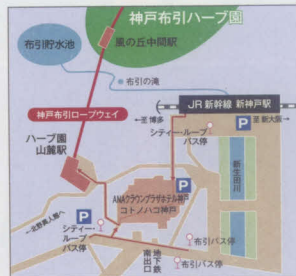 神戸布引ハーブ園
風の丘中間駅
布引貯水池
布引の滝
JR新幹線 新神戸駅
神戸布引ロープウェイ
←至 博多
至 新大阪→
P
シティー・ループ
バス停
ハーブ園
山麓駅
新生田川
P
ANAクラウンプラザホテル神戸
コトノハコ神戸
←北野異人館へ
P
シティー・
ループ
バス停
布引バス停
地下鉄
南出口
布引バス停